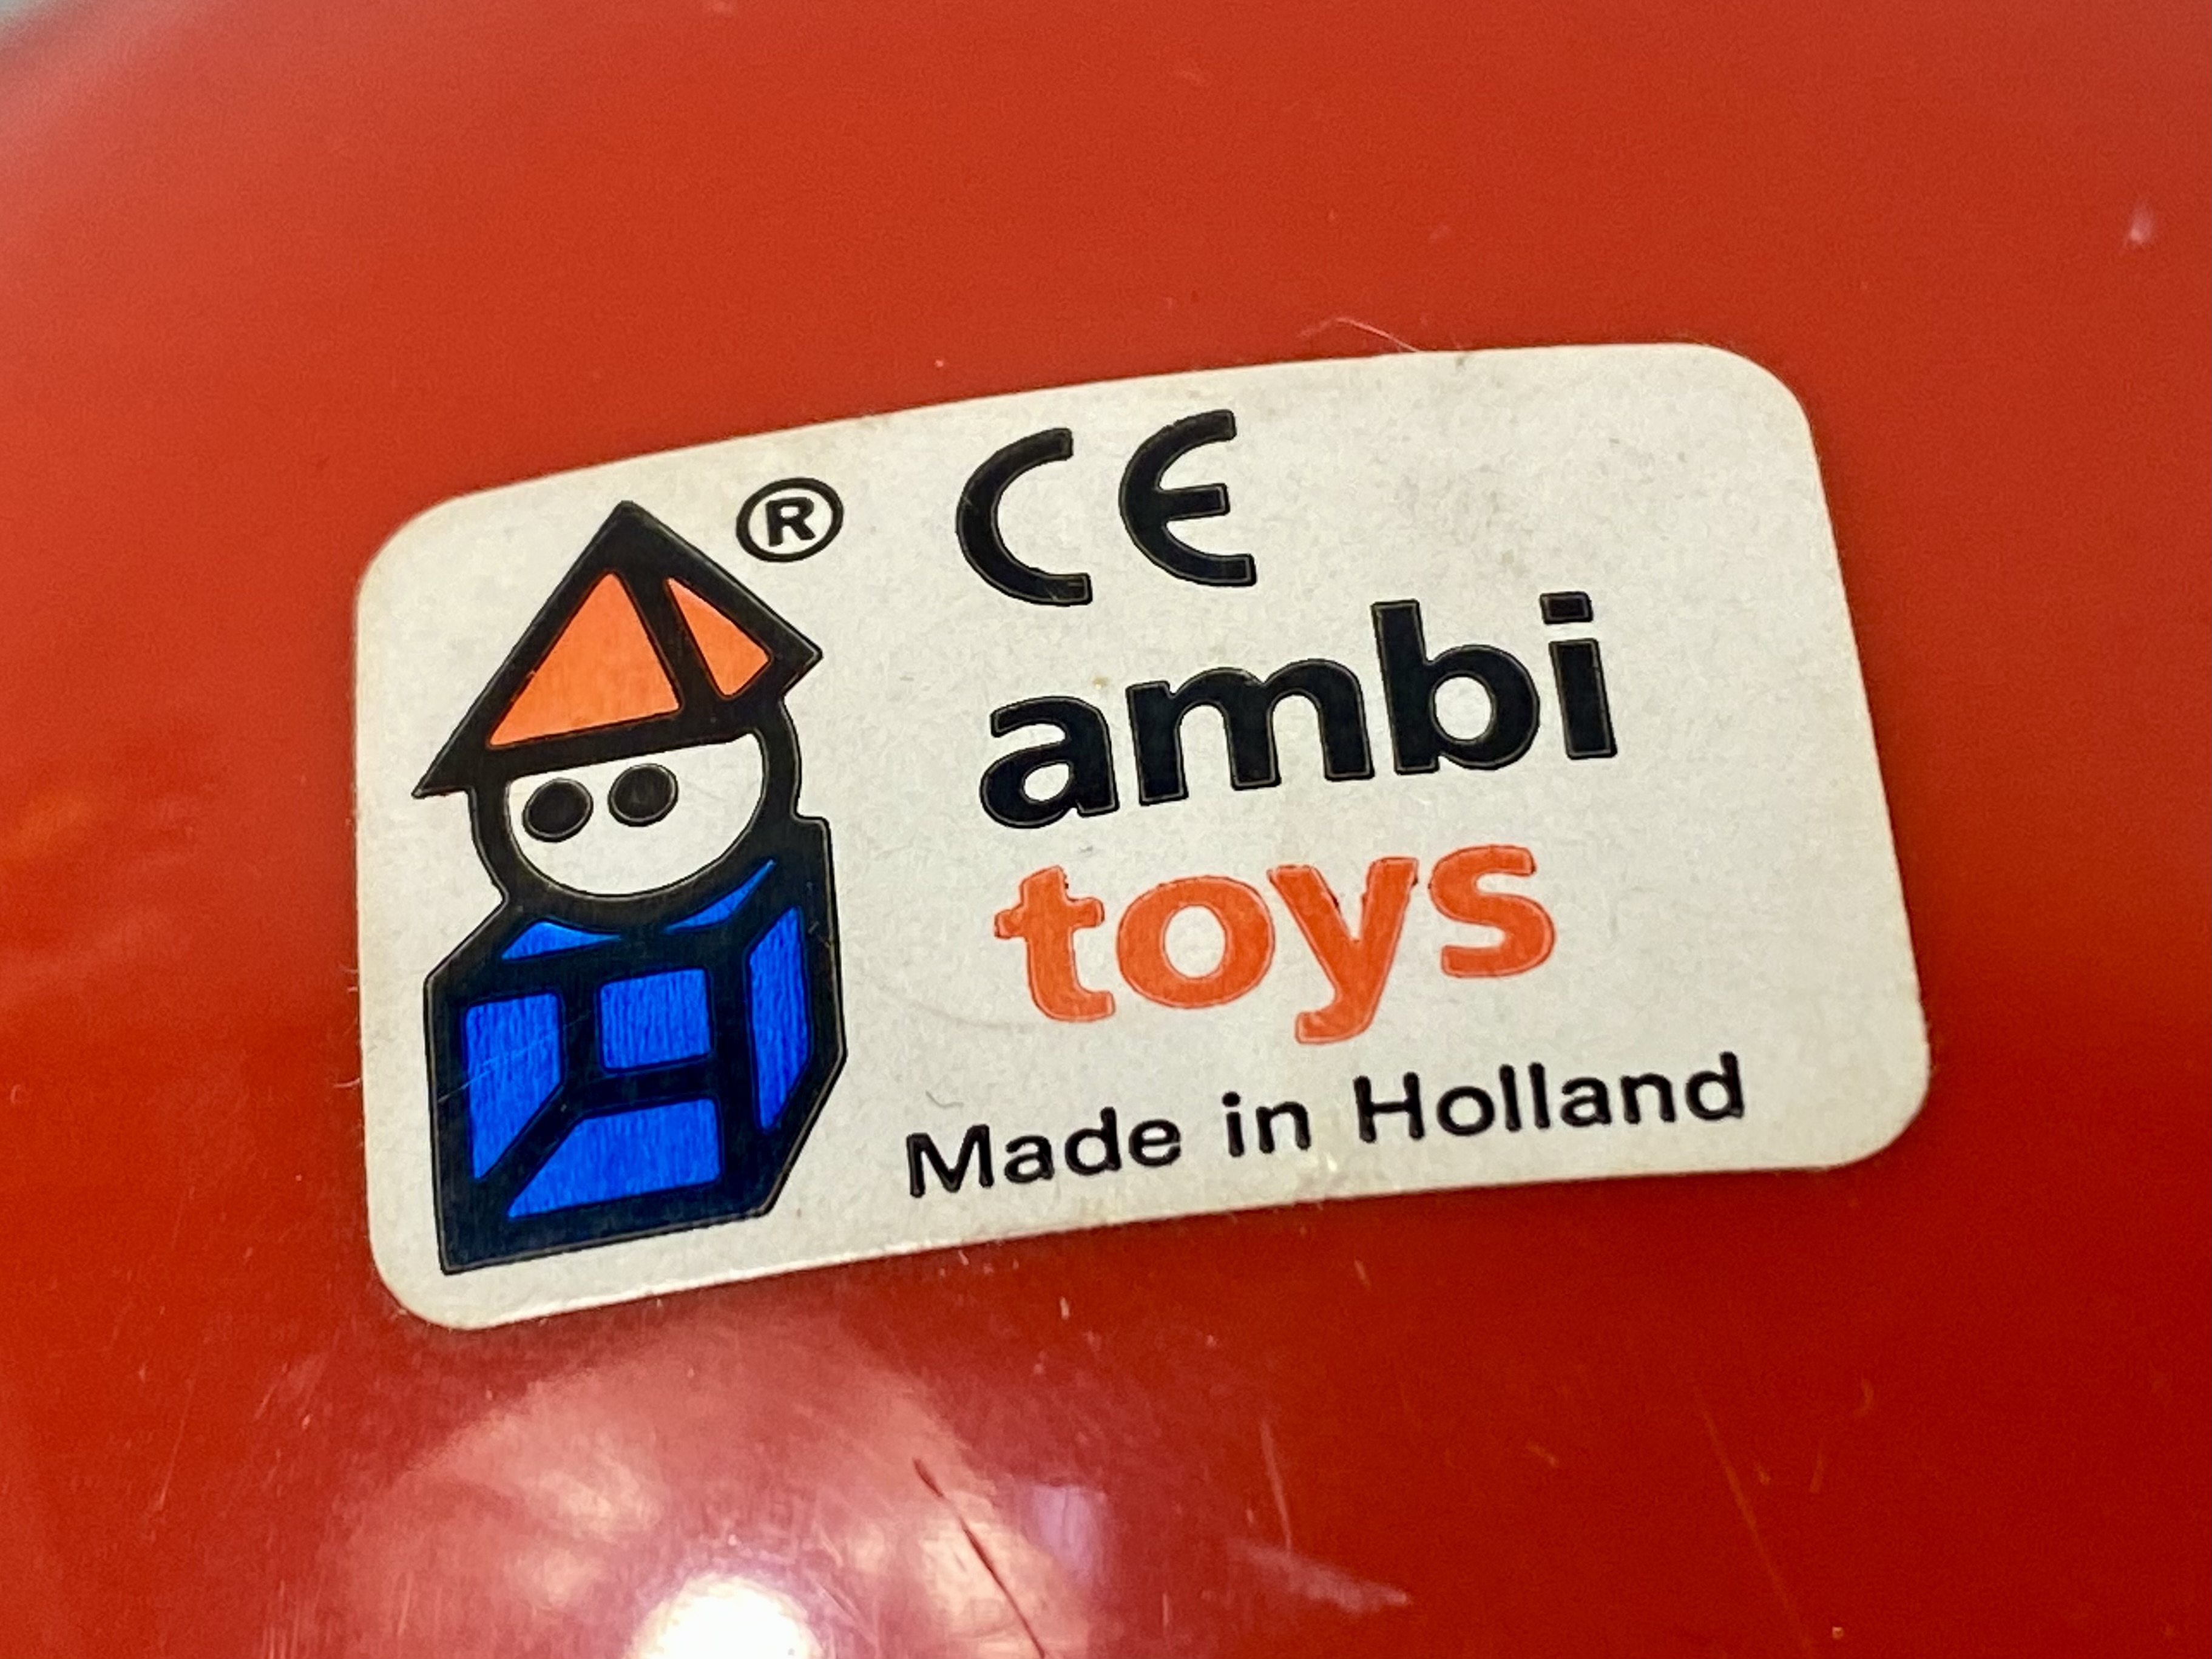 ® CE
ambi
toys
Made in Holland